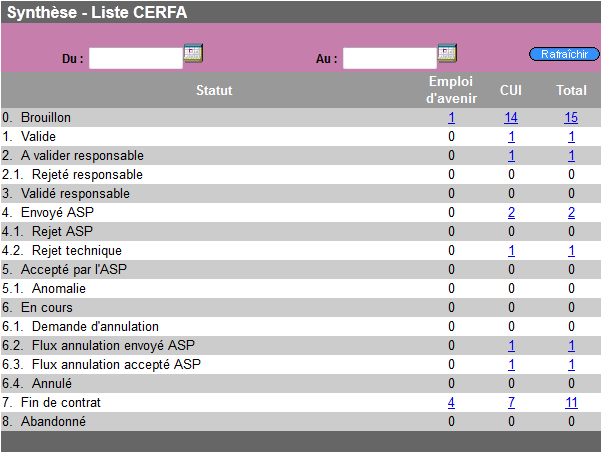 Synthèse - Liste CERFA
Du : Au : Rafraîchir
Statut Emploi d'avenir CUI Total
0. Brouillon 1 14 15
1. Valide 0 1 1
2. A valider responsable 0 1 1
2.1. Rejeté responsable 0 0 0
3. Validé responsable 0 0 0
4. Envoyé ASP 0 2 2
4.1. Rejet ASP 0 0 0
4.2. Rejet technique 0 1 1
5. Accepté par l'ASP 0 0 0
5.1. Anomalie 0 0 0
6. En cours 0 0 0
6.1. Demande d'annulation 0 0 0
6.2. Flux annulation envoyé ASP 0 1 1
6.3. Flux annulation accepté ASP 0 1 1
6.4. Annulé 0 0 0
7. Fin de contrat 4 7 11
8. Abandonné 0 0 0